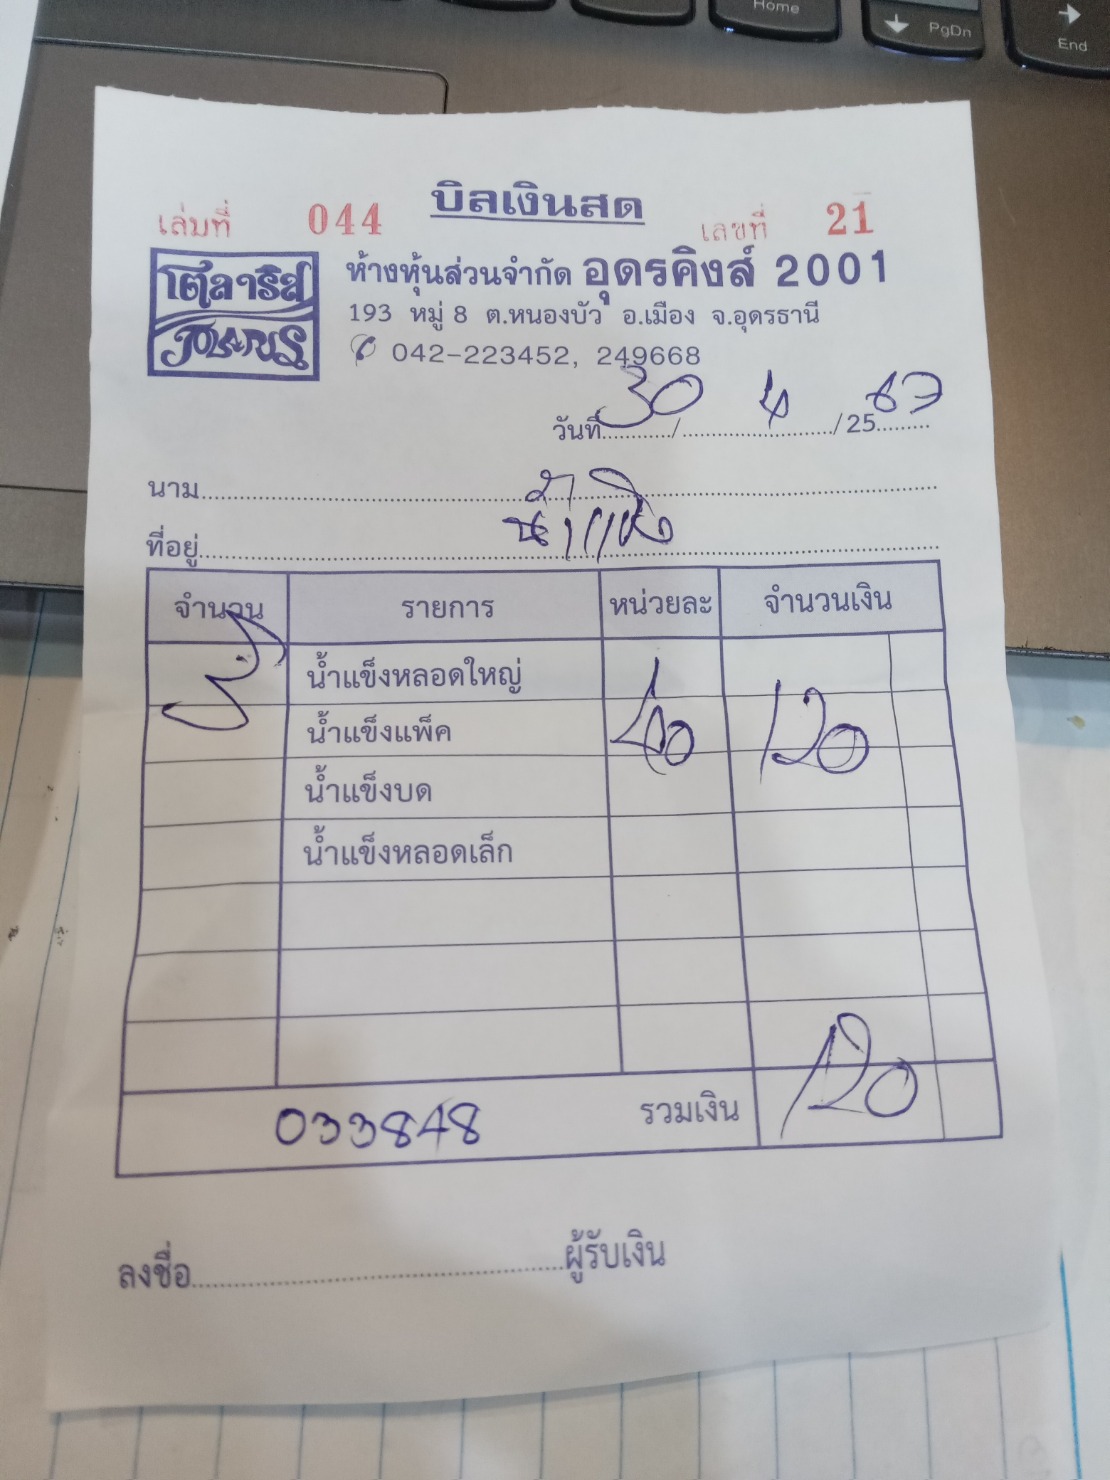 Home
PgDn
End
บิลเงินสด
เล่มที่ 044 เลขที่ 21
โตลาริส
TOLARIS
ห้างหุ้นส่วนจำกัด อุดรคิงส์ 2001
193 หมู่ 8 ต.หนองบัว อ.เมือง จ.อุดรธานี
042-223452, 249668
วันที่ 30 / 4 / 25 67
นาม
ที่อยู่
จำนวน รายการ หน่วยละ จำนวนเงิน
3 น้ำแข็งหลอดใหญ่ 40 120
น้ำแข็งแพ็ค
น้ำแข็งบด
น้ำแข็งหลอดเล็ก
033848 รวมเงิน 120
ลงชื่อ ผู้รับเงิน